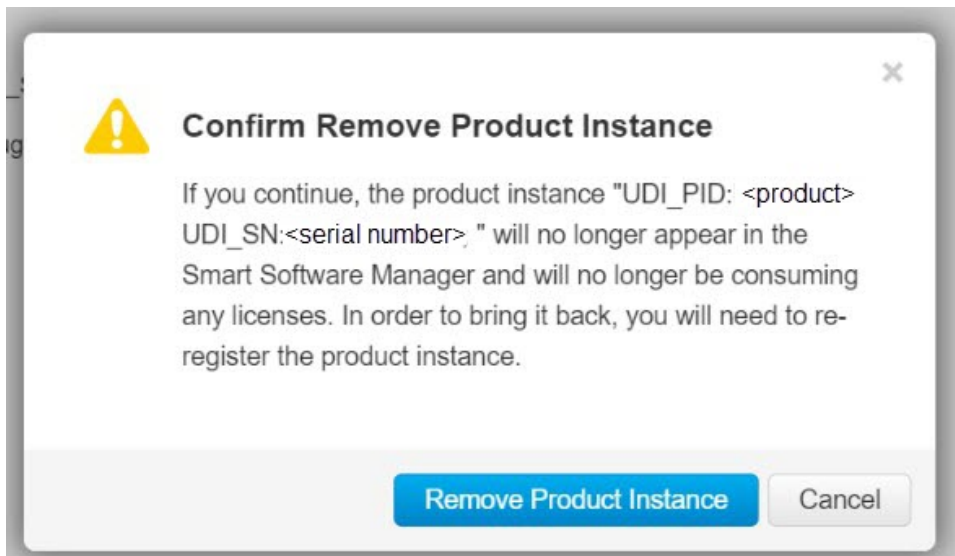 Confirm Remove Product Instance
If you continue, the product instance "UDI_PID: <product>
UDI_SN:<serial number>, " will no longer appear in the
Smart Software Manager and will no longer be consuming
any licenses. In order to bring it back, you will need to re-
register the product instance.
Remove Product Instance
Cancel